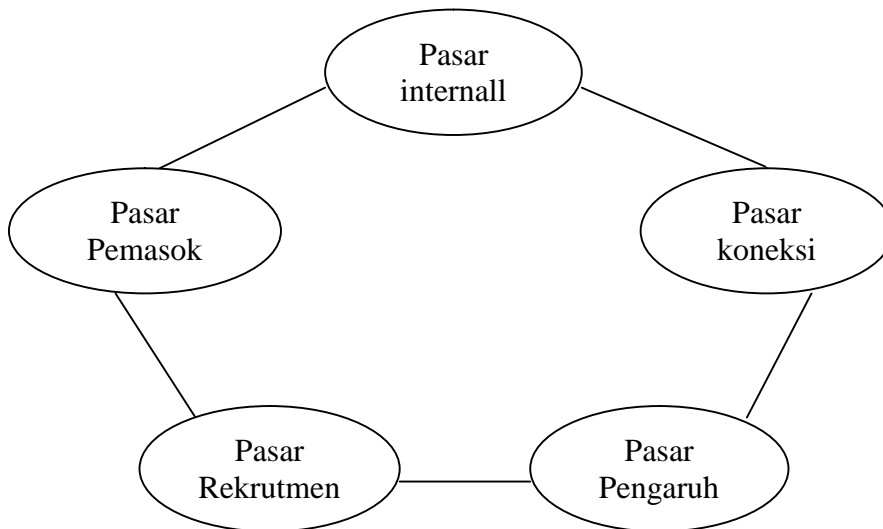 Pasar
internall
Pasar
Pemasok
Pasar
koneksi
Pasar
Rekrutmen
Pasar
Pengaruh